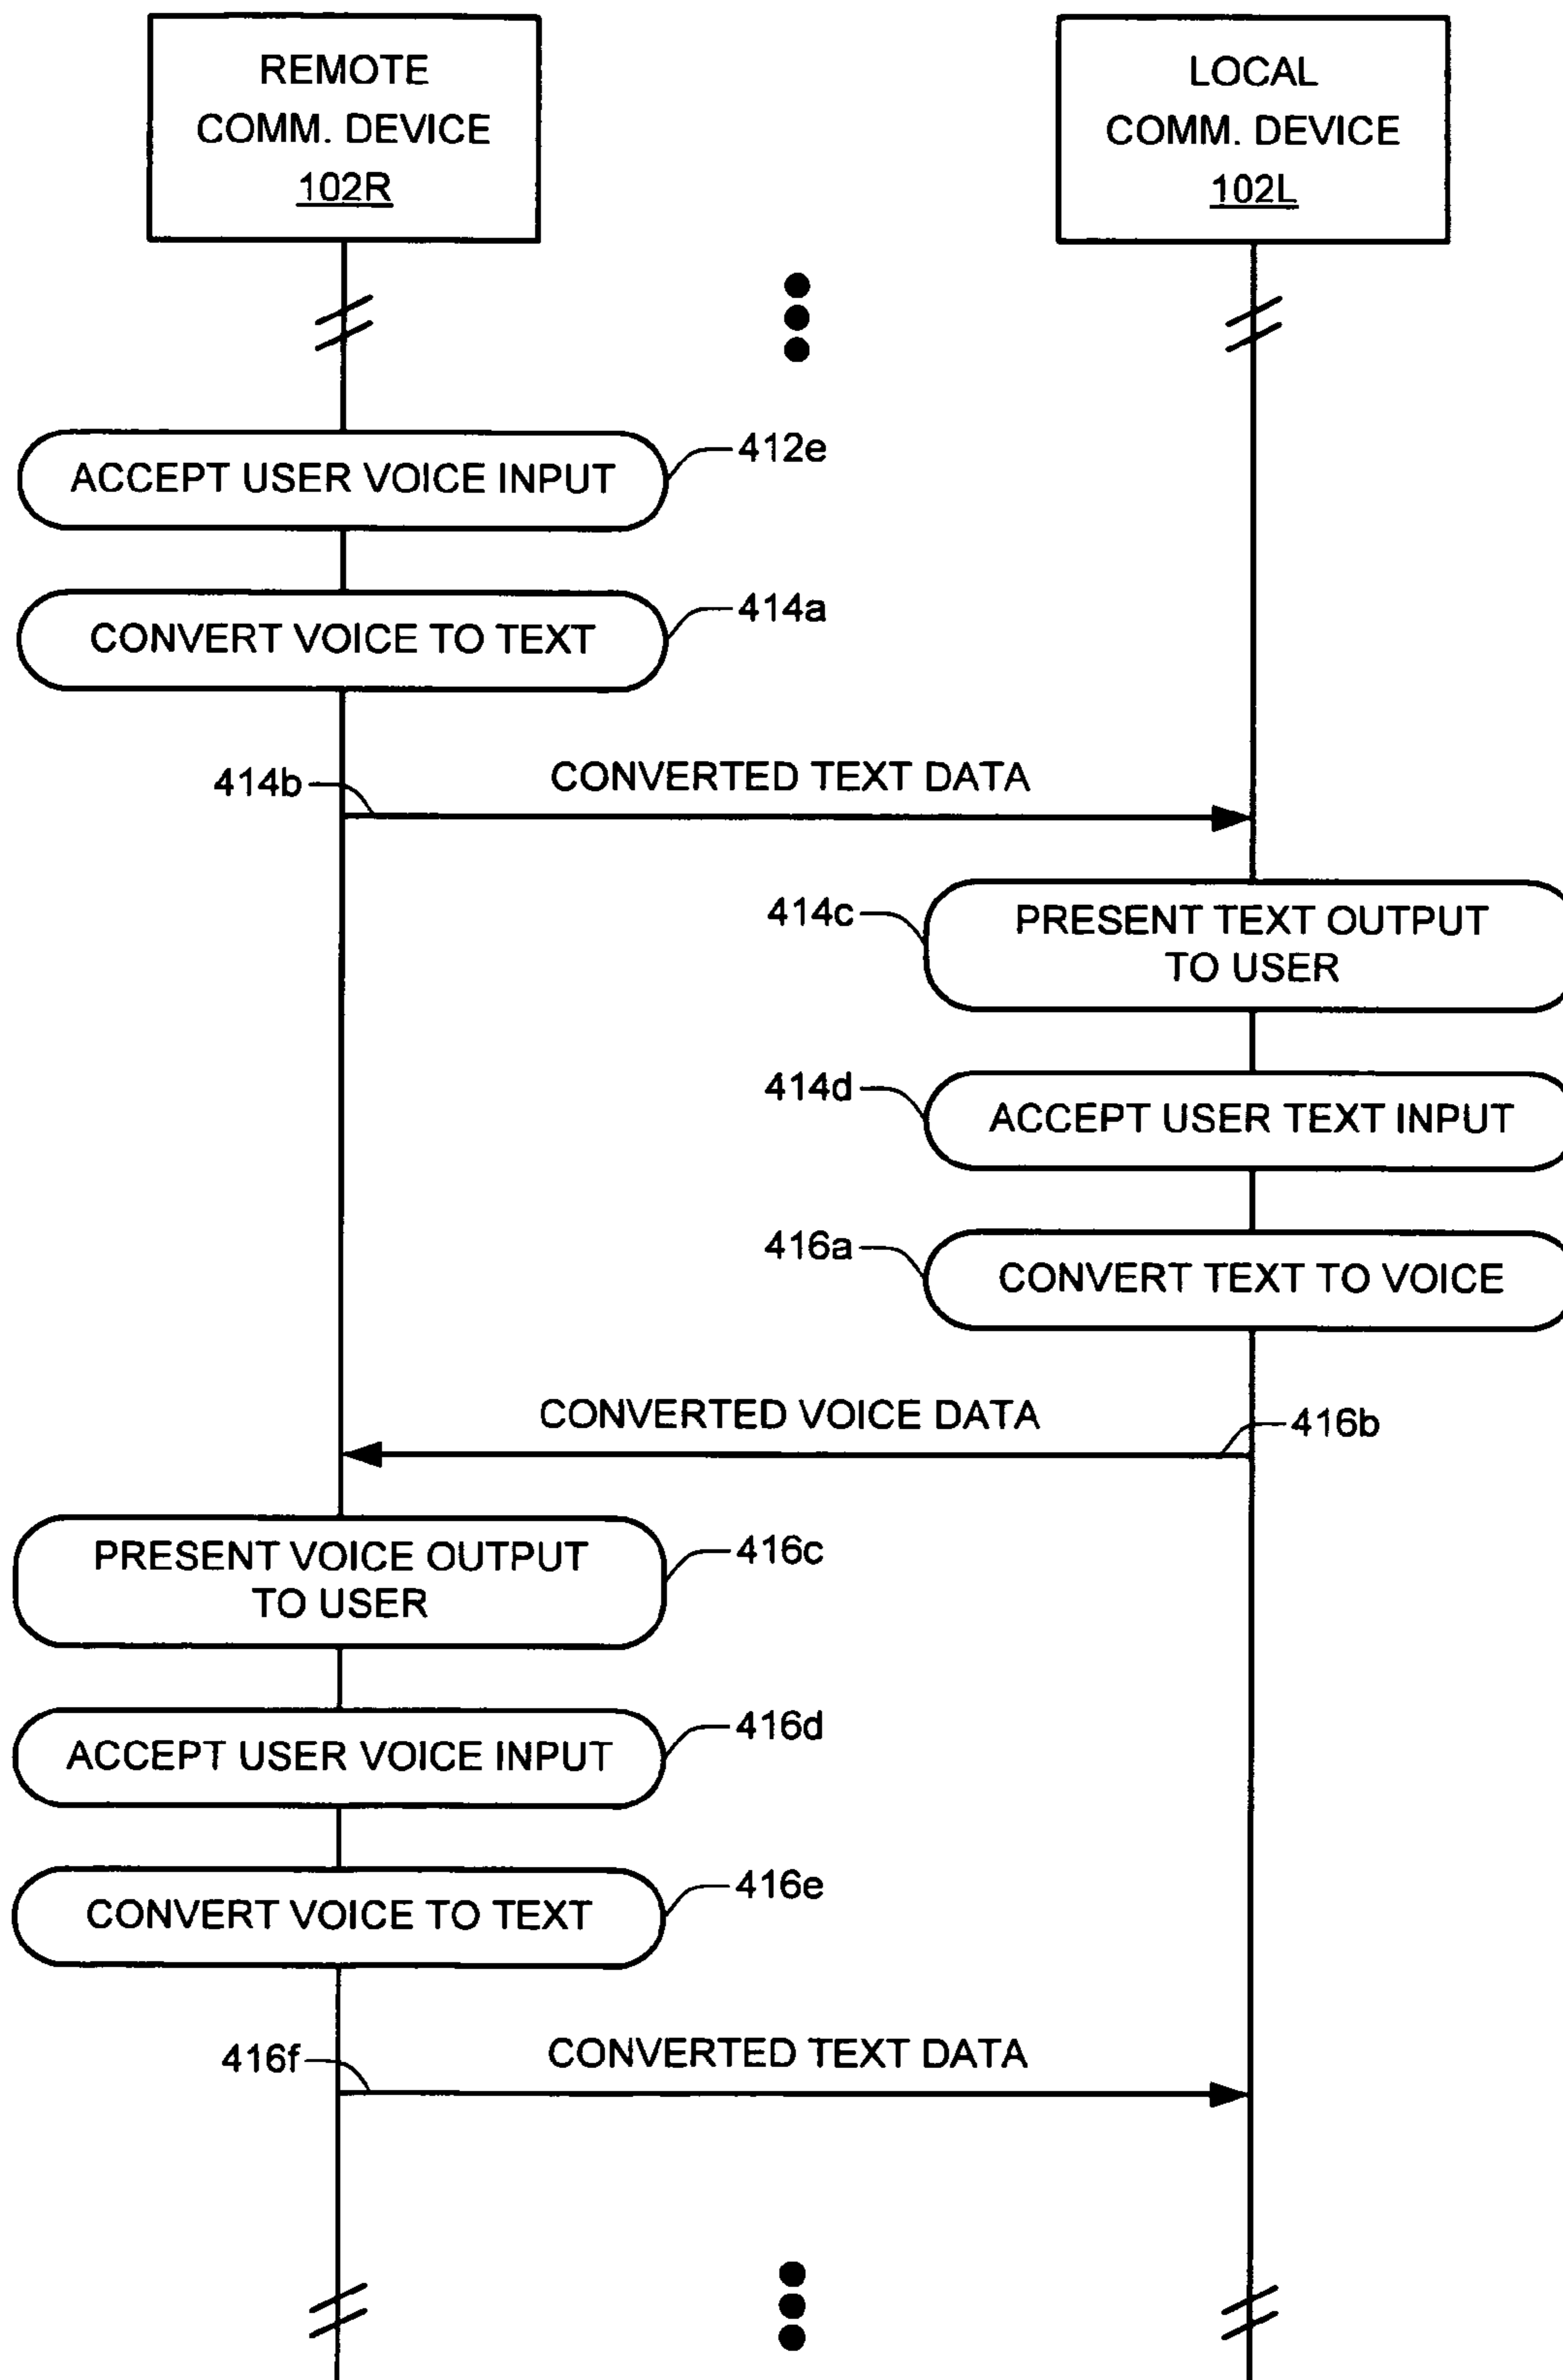 REMOTE
COMM. DEVICE
102R
LOCAL
COMM. DEVICE
102L
ACCEPT USER VOICE INPUT
412e
CONVERT VOICE TO TEXT
414a
414b
CONVERTED TEXT DATA
414c
PRESENT TEXT OUTPUT
TO USER
414d
ACCEPT USER TEXT INPUT
416a
CONVERT TEXT TO VOICE
CONVERTED VOICE DATA
416b
PRESENT VOICE OUTPUT
TO USER
416c
ACCEPT USER VOICE INPUT
416d
CONVERT VOICE TO TEXT
416e
416f
CONVERTED TEXT DATA